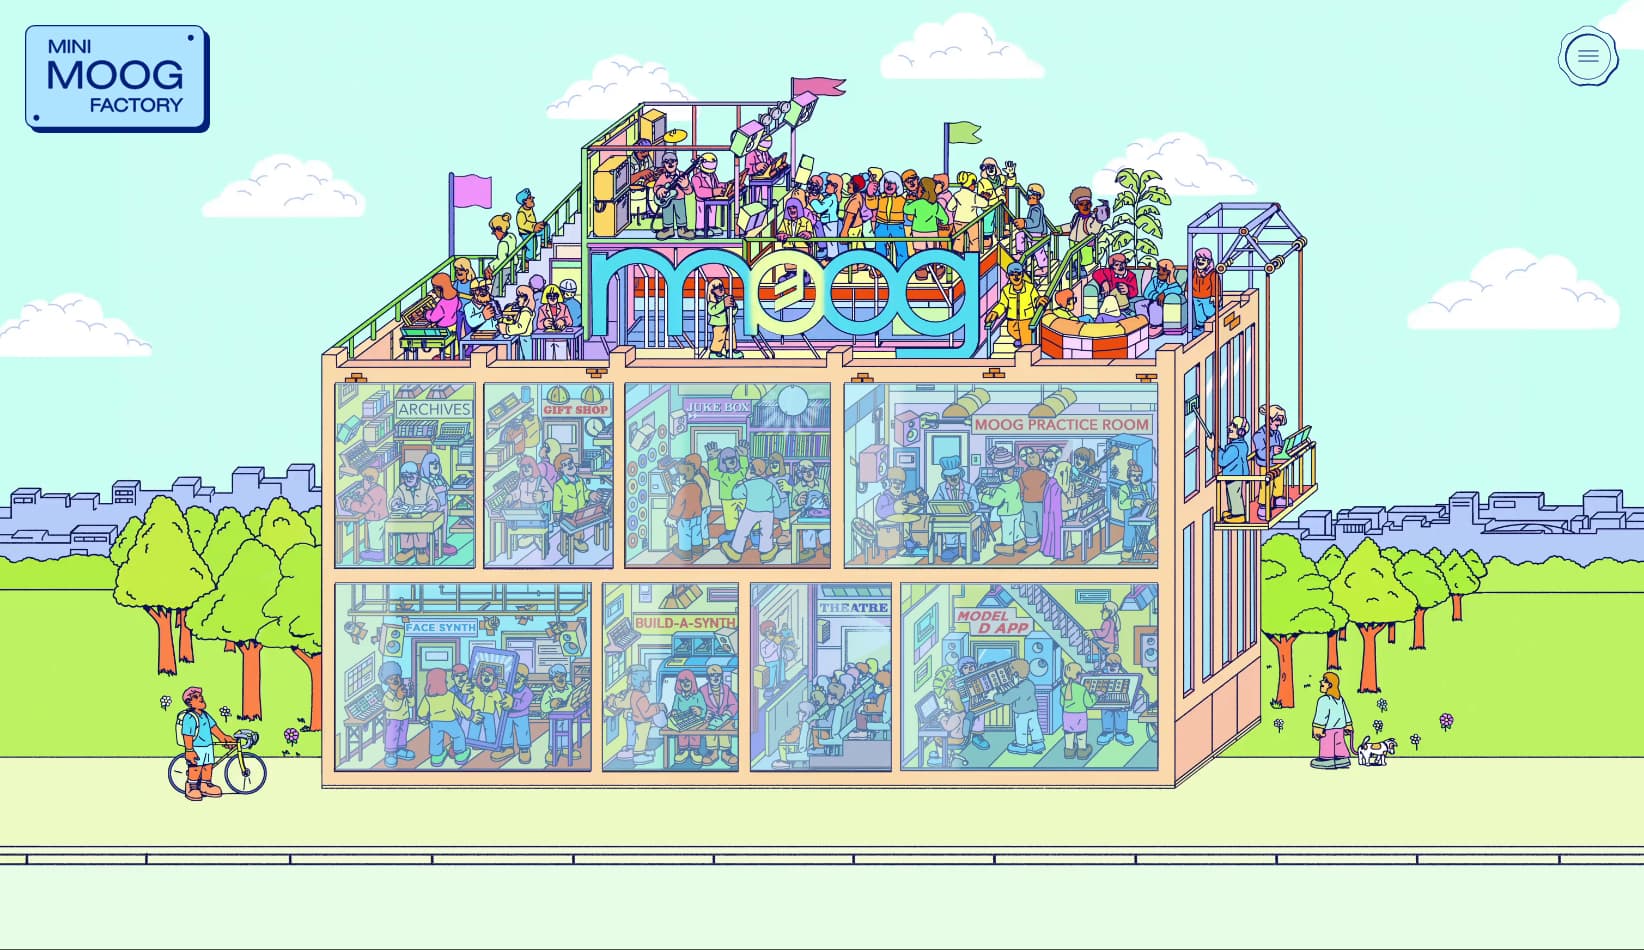 MINI
MOOG
FACTORY
moog
ARCHIVES
GIFT SHOP
JUKE BOX
MOOG PRACTICE ROOM
FACE SYNTH
BUILD-A-SYNTH
THEATRE
MODEL
D APP